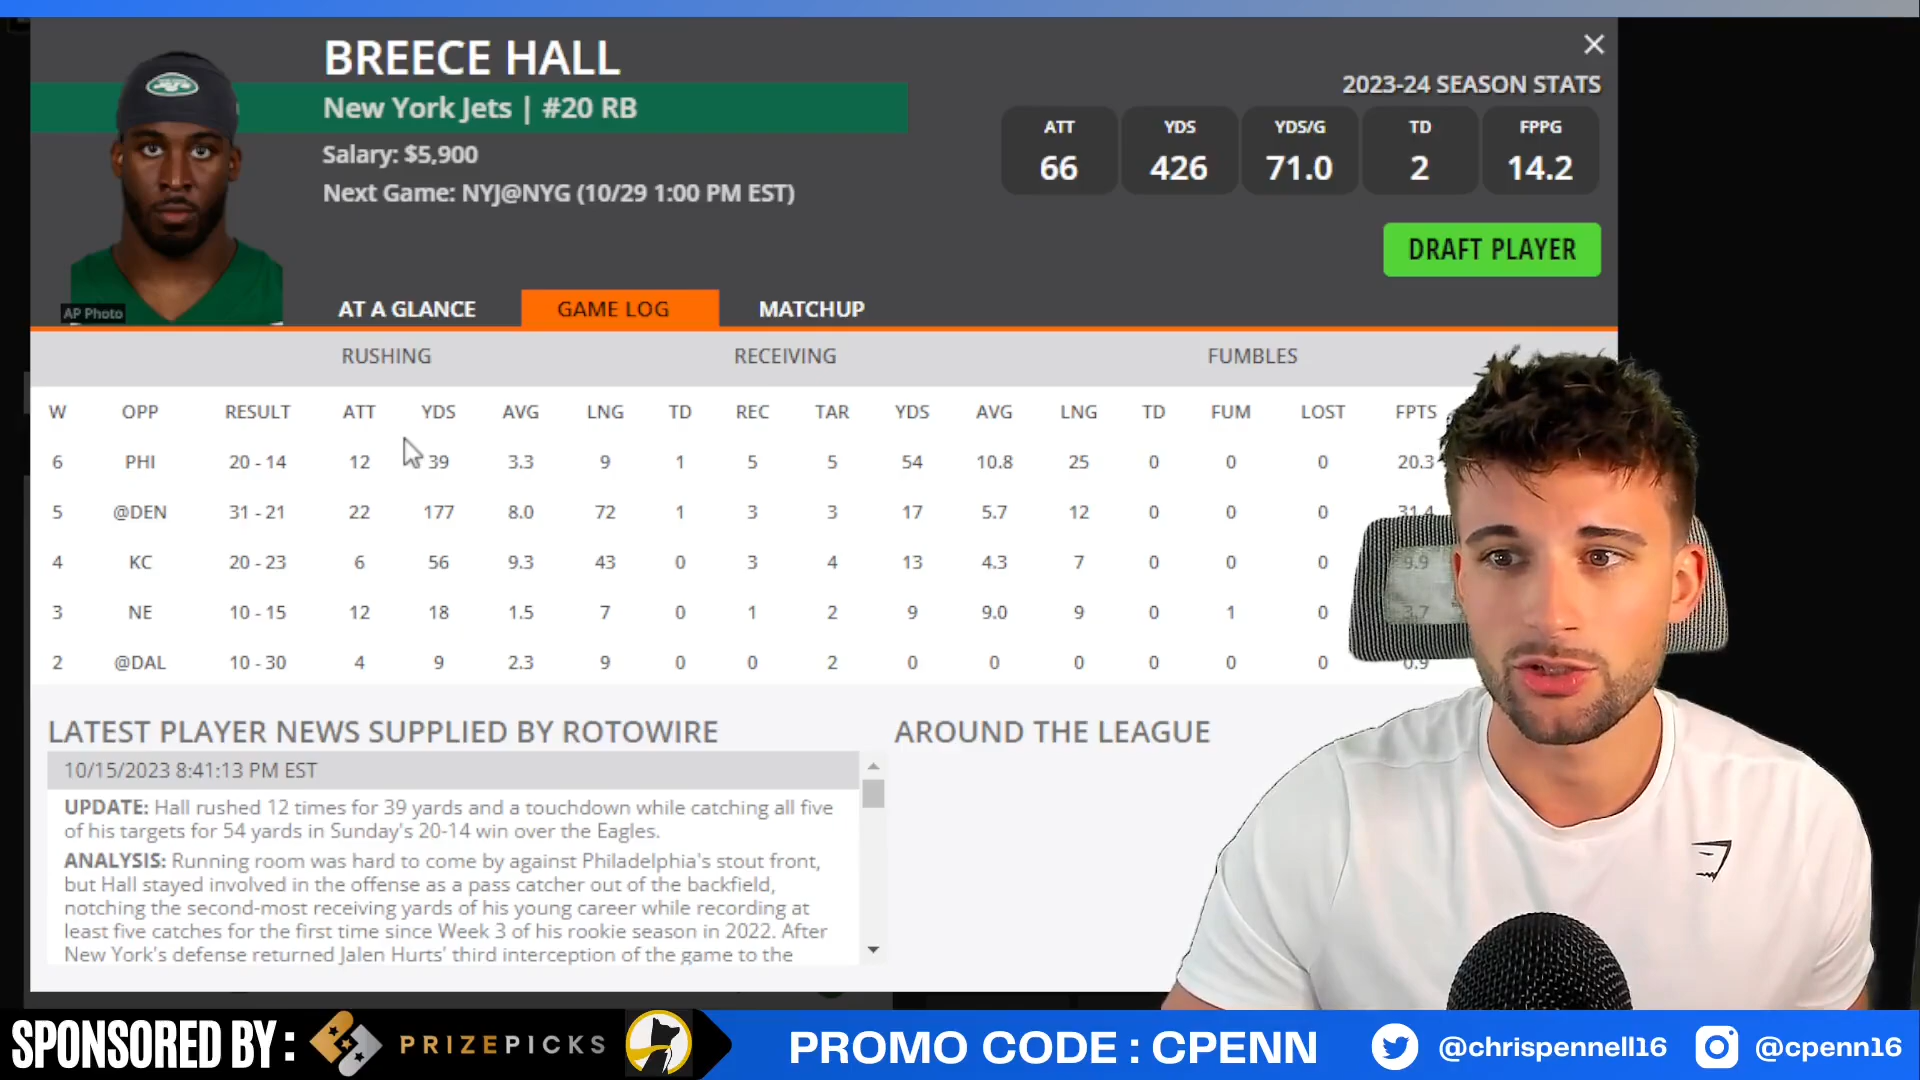 BREECE HALL
New York Jets | #20 RB
Salary: $5,900
Next Game: NYJ@NYG (10/29 1:00 PM EST)
AP Photo
2023-24 SEASON STATS
ATT YDS YDS/G TD FPPG
66 426 71.0 2 14.2
DRAFT PLAYER
AT A GLANCE GAME LOG MATCHUP
RUSHING RECEIVING FUMBLES
W OPP RESULT ATT YDS AVG LNG TD REC TAR YDS AVG LNG TD FUM LOST FPTS
6 PHI 20 - 14 12 39 3.3 9 1 5 5 54 10.8 25 0 0 0 20.3
5 @DEN 31 - 21 22 177 8.0 72 1 3 3 17 5.7 12 0 0 0 31.4
4 KC 20 - 23 6 56 9.3 43 0 3 4 13 4.3 7 0 0 0 9.9
3 NE 10 - 15 12 18 1.5 7 0 1 2 9 9.0 9 0 1 0 3.7
2 @DAL 10 - 30 4 9 2.3 9 0 0 2 0 0 0 0 0 0 0.9
LATEST PLAYER NEWS SUPPLIED BY ROTOWIRE
10/15/2023 8:41:13 PM EST
UPDATE: Hall rushed 12 times for 39 yards and a touchdown while catching all five
of his targets for 54 yards in Sunday's 20-14 win over the Eagles.
ANALYSIS: Running room was hard to come by against Philadelphia's stout front,
but Hall stayed involved in the offense as a pass catcher out of the backfield,
notching the second-most receiving yards of his young career while recording at
least five catches for the first time since Week 3 of his rookie season in 2022. After
New York's defense returned Jalen Hurts' third interception of the game to the
AROUND THE LEAGUE
SPONSORED BY : PRIZEPICKS PROMO CODE : CPENN @chrispennell16 @cpenn16